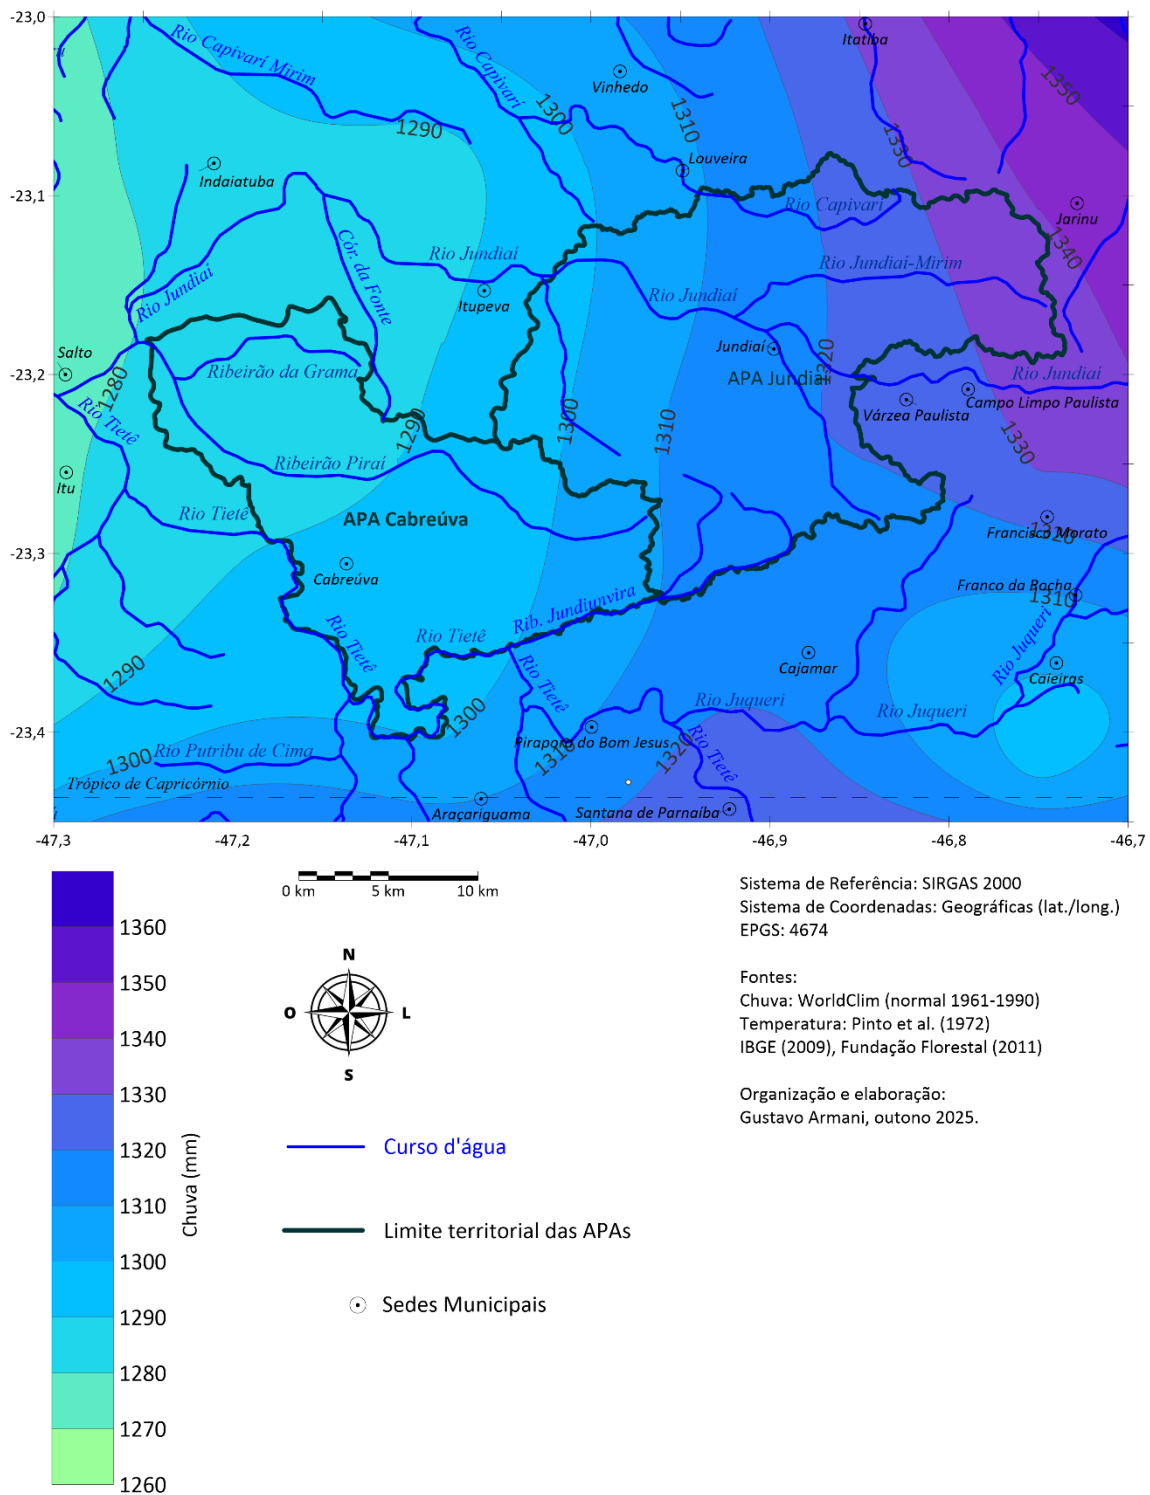 -23,0
Itatiba
Rio Capivari Mirim
Rio Capivari
Vinhedo
1350
1300
1310
1290
1330
Louveira
Indaiatuba
-23,1
Rio Capivari
Jarinu
Cór. da Fonte
1340
Rio Jundiaí
Rio Jundiaí-Mirim
Rio Jundiaí
Itupeva
Rio Jundiaí
Jundiaí
Salto
1320
-23,2
Ribeirão da Grama
APA Jundiaí
Rio Jundiaí
1280
Campo Limpo Paulista
Várzea Paulista
Rio Tietê
1290
1300
1310
1330
Ribeirão Piraí
Itu
Rio Tietê
APA Cabreúva
Francisco Morato
1320
-23,3
Cabreúva
Franco da Rocha
1310
Rib. Jundiunvira
Rio Tietê
Rio Tietê
Rio Juqueri
1290
Rio Tietê
Cajamar
Caieiras
Rio Juqueri
1300
Rio Juqueri
-23,4
Pirapora do Bom Jesus
1300
Rio Putribu de Cima
1310
1320
Rio Tietê
Trópico de Capricórnio
Araçariguama
Santana de Parnaíba
-47,3
-47,2
-47,1
-47,0
-46,9
-46,8
-46,7
0 km
5 km
10 km
Sistema de Referência: SIRGAS 2000
Sistema de Coordenadas: Geográficas (lat./long.)
EPGS: 4674
Fontes:
Chuva: WorldClim (normal 1961-1990)
Temperatura: Pinto et al. (1972)
IBGE (2009), Fundação Florestal (2011)
Organização e elaboração:
Gustavo Armani, outono 2025.
N
O
L
S
Curso d'água
Limite territorial das APAs
Sedes Municipais
1360
1350
1340
1330
1320
1310
1300
1290
1280
1270
1260
Chuva (mm)